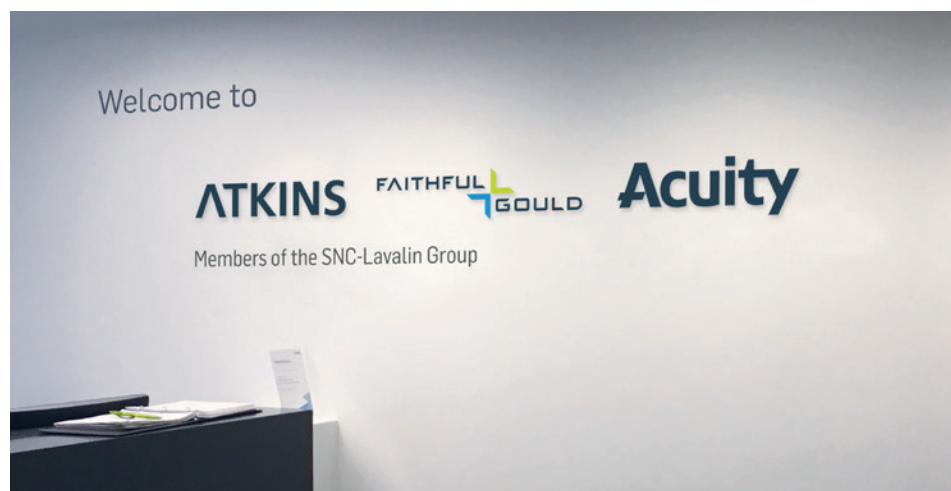 Welcome to
ATKINS
FAITHFUL
GOULD
Acuity
Members of the SNC-Lavalin Group